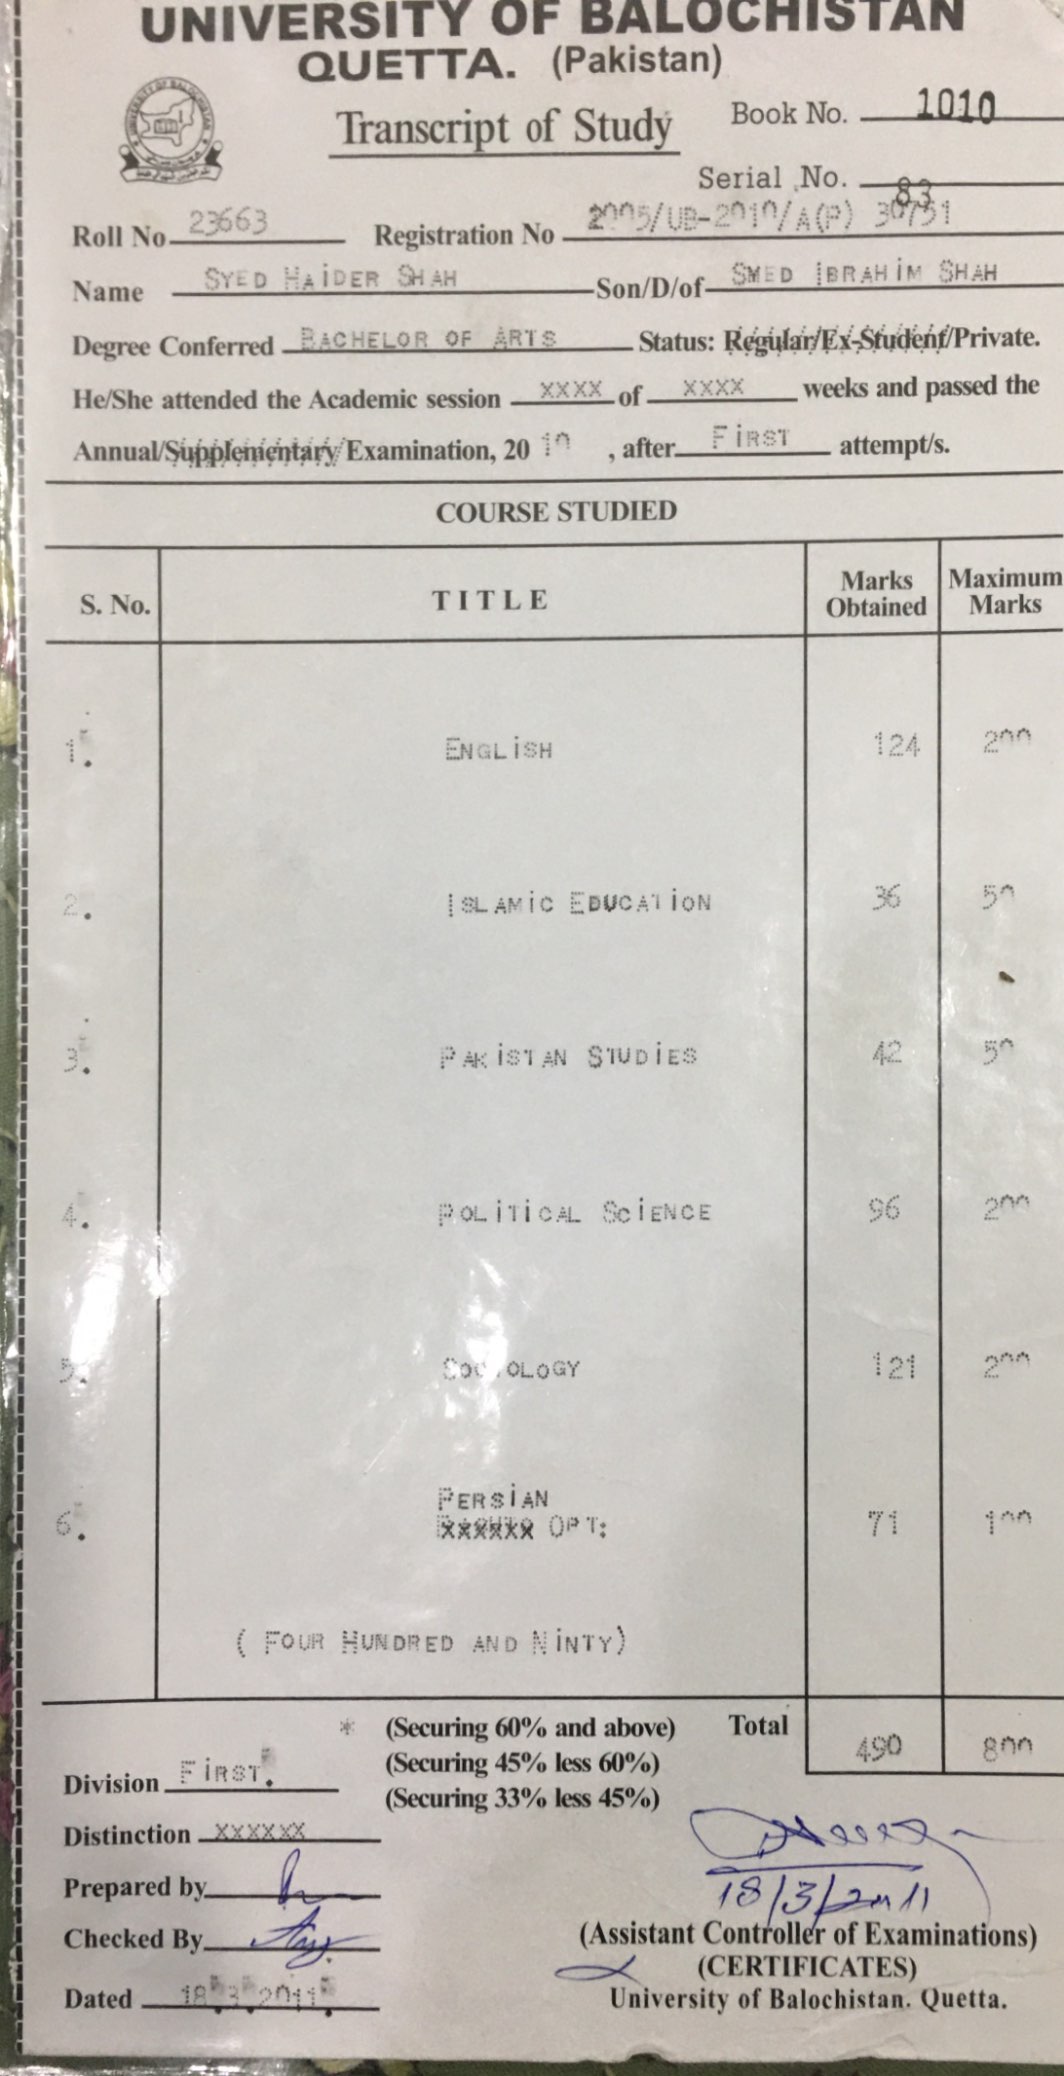 UNIVERSITY OF BALOCHISTAN
QUETTA. (Pakistan)
Transcript of Study
Book No. 1010
Serial No. 83
Roll No 23663 Registration No 2005/UB-2010/A(P) 30751
Name SYED HAIDER SHAH Son/D/of SMED IBRAHIM SHAH
Degree Conferred BACHELOR OF ARTS Status: Regular/Ex-Student/Private.
He/She attended the Academic session XXXX of XXXX weeks and passed the
Annual/Supplementary/Examination, 2010, after FIRST attempt/s.
COURSE STUDIED
S. No. TITLE Marks Obtained Maximum Marks
1. ENGLISH 124 200
2. ISLAMIC EDUCATION 36 50
3. PAKISTAN STUDIES 42 50
4. POLITICAL SCIENCE 96 200
5. SOCIOLOGY 121 200
PERSIAN
6. XXXXXX OPT: 71 100
( FOUR HUNDRED AND NINTY)
* (Securing 60% and above) Total 490 800
(Securing 45% less 60%)
Division FIRST.
(Securing 33% less 45%)
Distinction XXXXXX
Prepared by
18/3/2011
Checked By
(Assistant Controller of Examinations)
(CERTIFICATES)
Dated 18.3.2011.
University of Balochistan. Quetta.